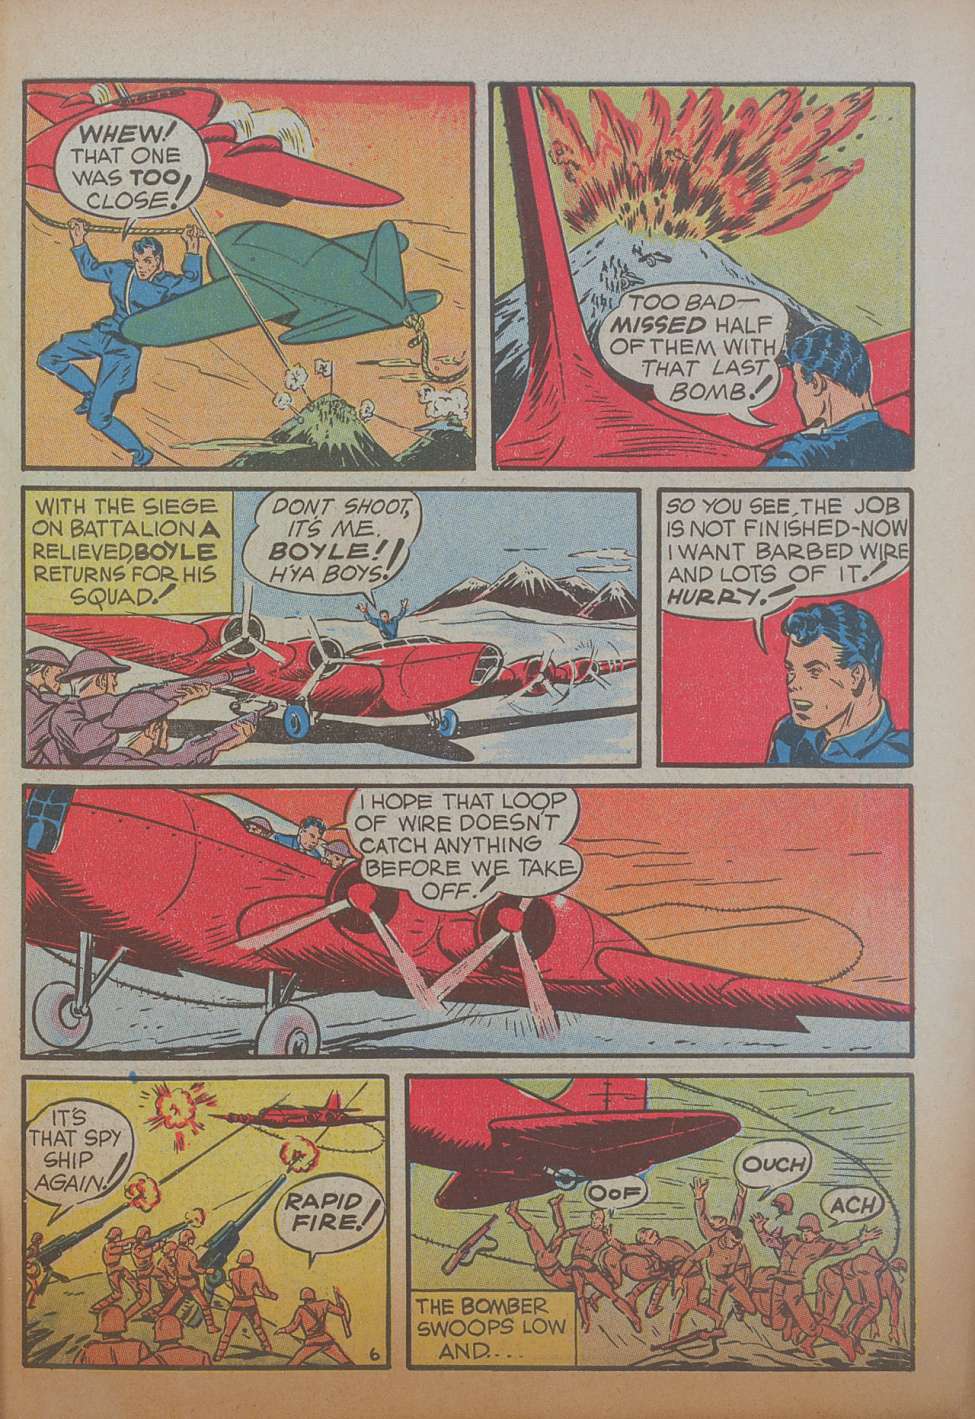 WHEW!
THAT ONE
WAS TOO
CLOSE!
TOO BAD—
MISSED HALF
OF THEM WITH
THAT LAST
BOMB!
WITH THE SIEGE
ON BATTALION A
RELIEVED, BOYLE
RETURNS FOR HIS
SQUAD!
DONT SHOOT,
IT'S ME.
BOYLE!!
H'YA BOYS!
SO YOU SEE, THE JOB
IS NOT FINISHED-NOW
I WANT BARBED WIRE
AND LOTS OF IT!
HURRY!
I HOPE THAT LOOP
OF WIRE DOESN'T
CATCH ANYTHING
BEFORE WE TAKE
OFF!
IT'S
THAT SPY
SHIP
AGAIN!
RAPID
FIRE!
6
OOF
OUCH
ACH
THE BOMBER
SWOOPS LOW
AND....